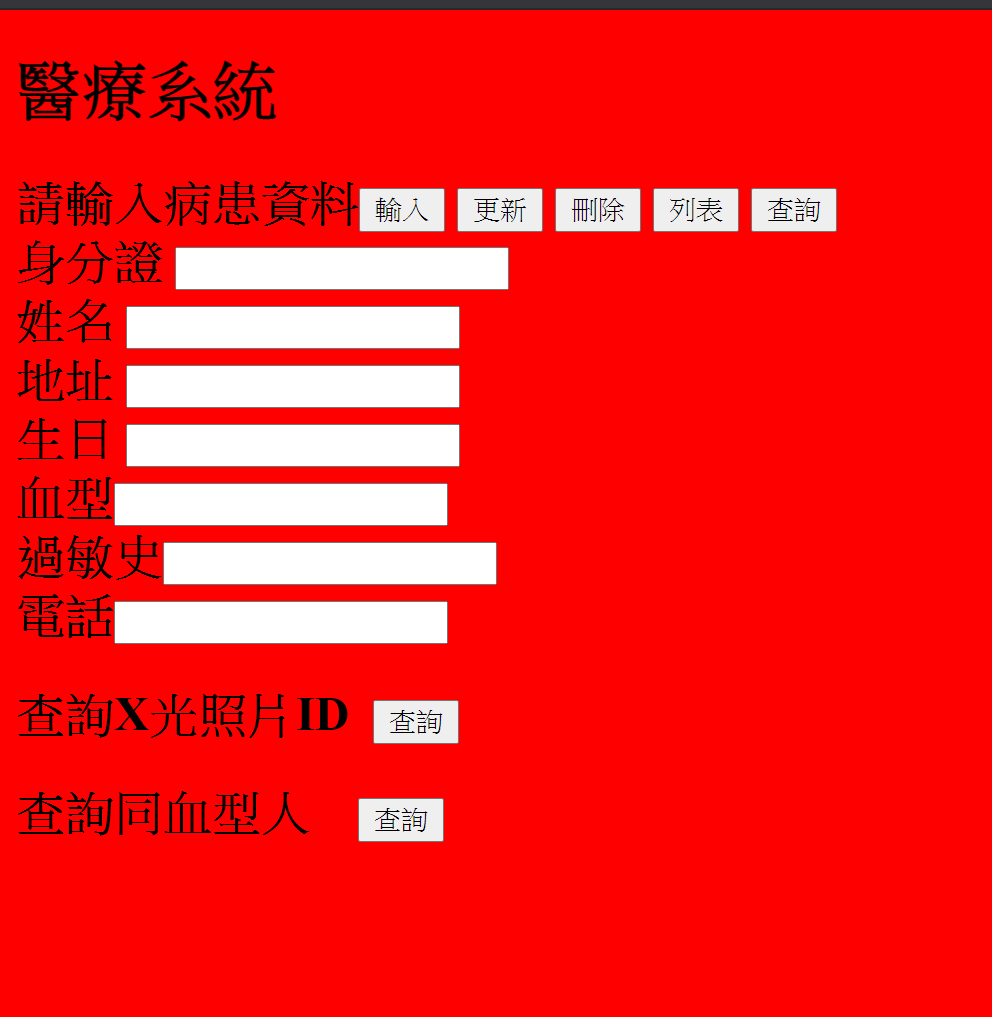 醫療系統
請輸入病患資料 輸入 更新 刪除 列表 查詢
身分證
姓名
地址
生日
血型
過敏史
電話
查詢X光照片ID 查詢
查詢同血型人 查詢